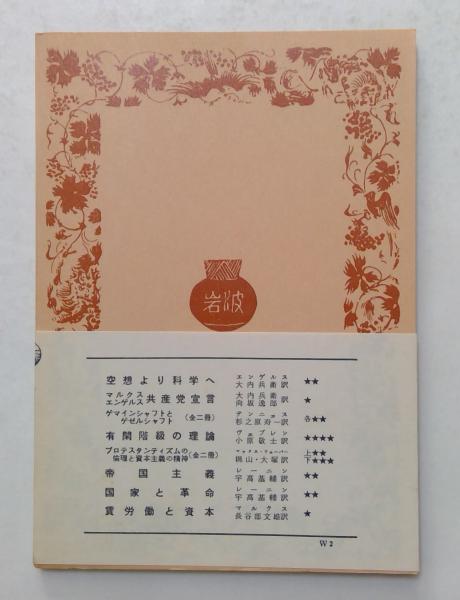 岩波
空想より科学へ エンゲルス 大内兵衛訳 ★★
マルクス エンゲルス 共産党宣言 大内兵衛 向坂逸郎訳 ★
ゲマインシャフトと ゲゼルシャフト (全二冊) テンニエス 杉之原寿一訳 各★★
有閑階級の理論 ヴェブレン 小原敬士訳 ★★★★
プロテスタンティズムの 倫理と資本主義の精神 (全二冊) マックス・ウェーバー 梶山・大塚訳 上★★ 下★★★
帝国主義 レーニン 宇高基輔訳 ★★
国家と革命 レーニン 宇高基輔訳 ★★
賃労働と資本 マルクス 長谷部文雄訳 ★
W2